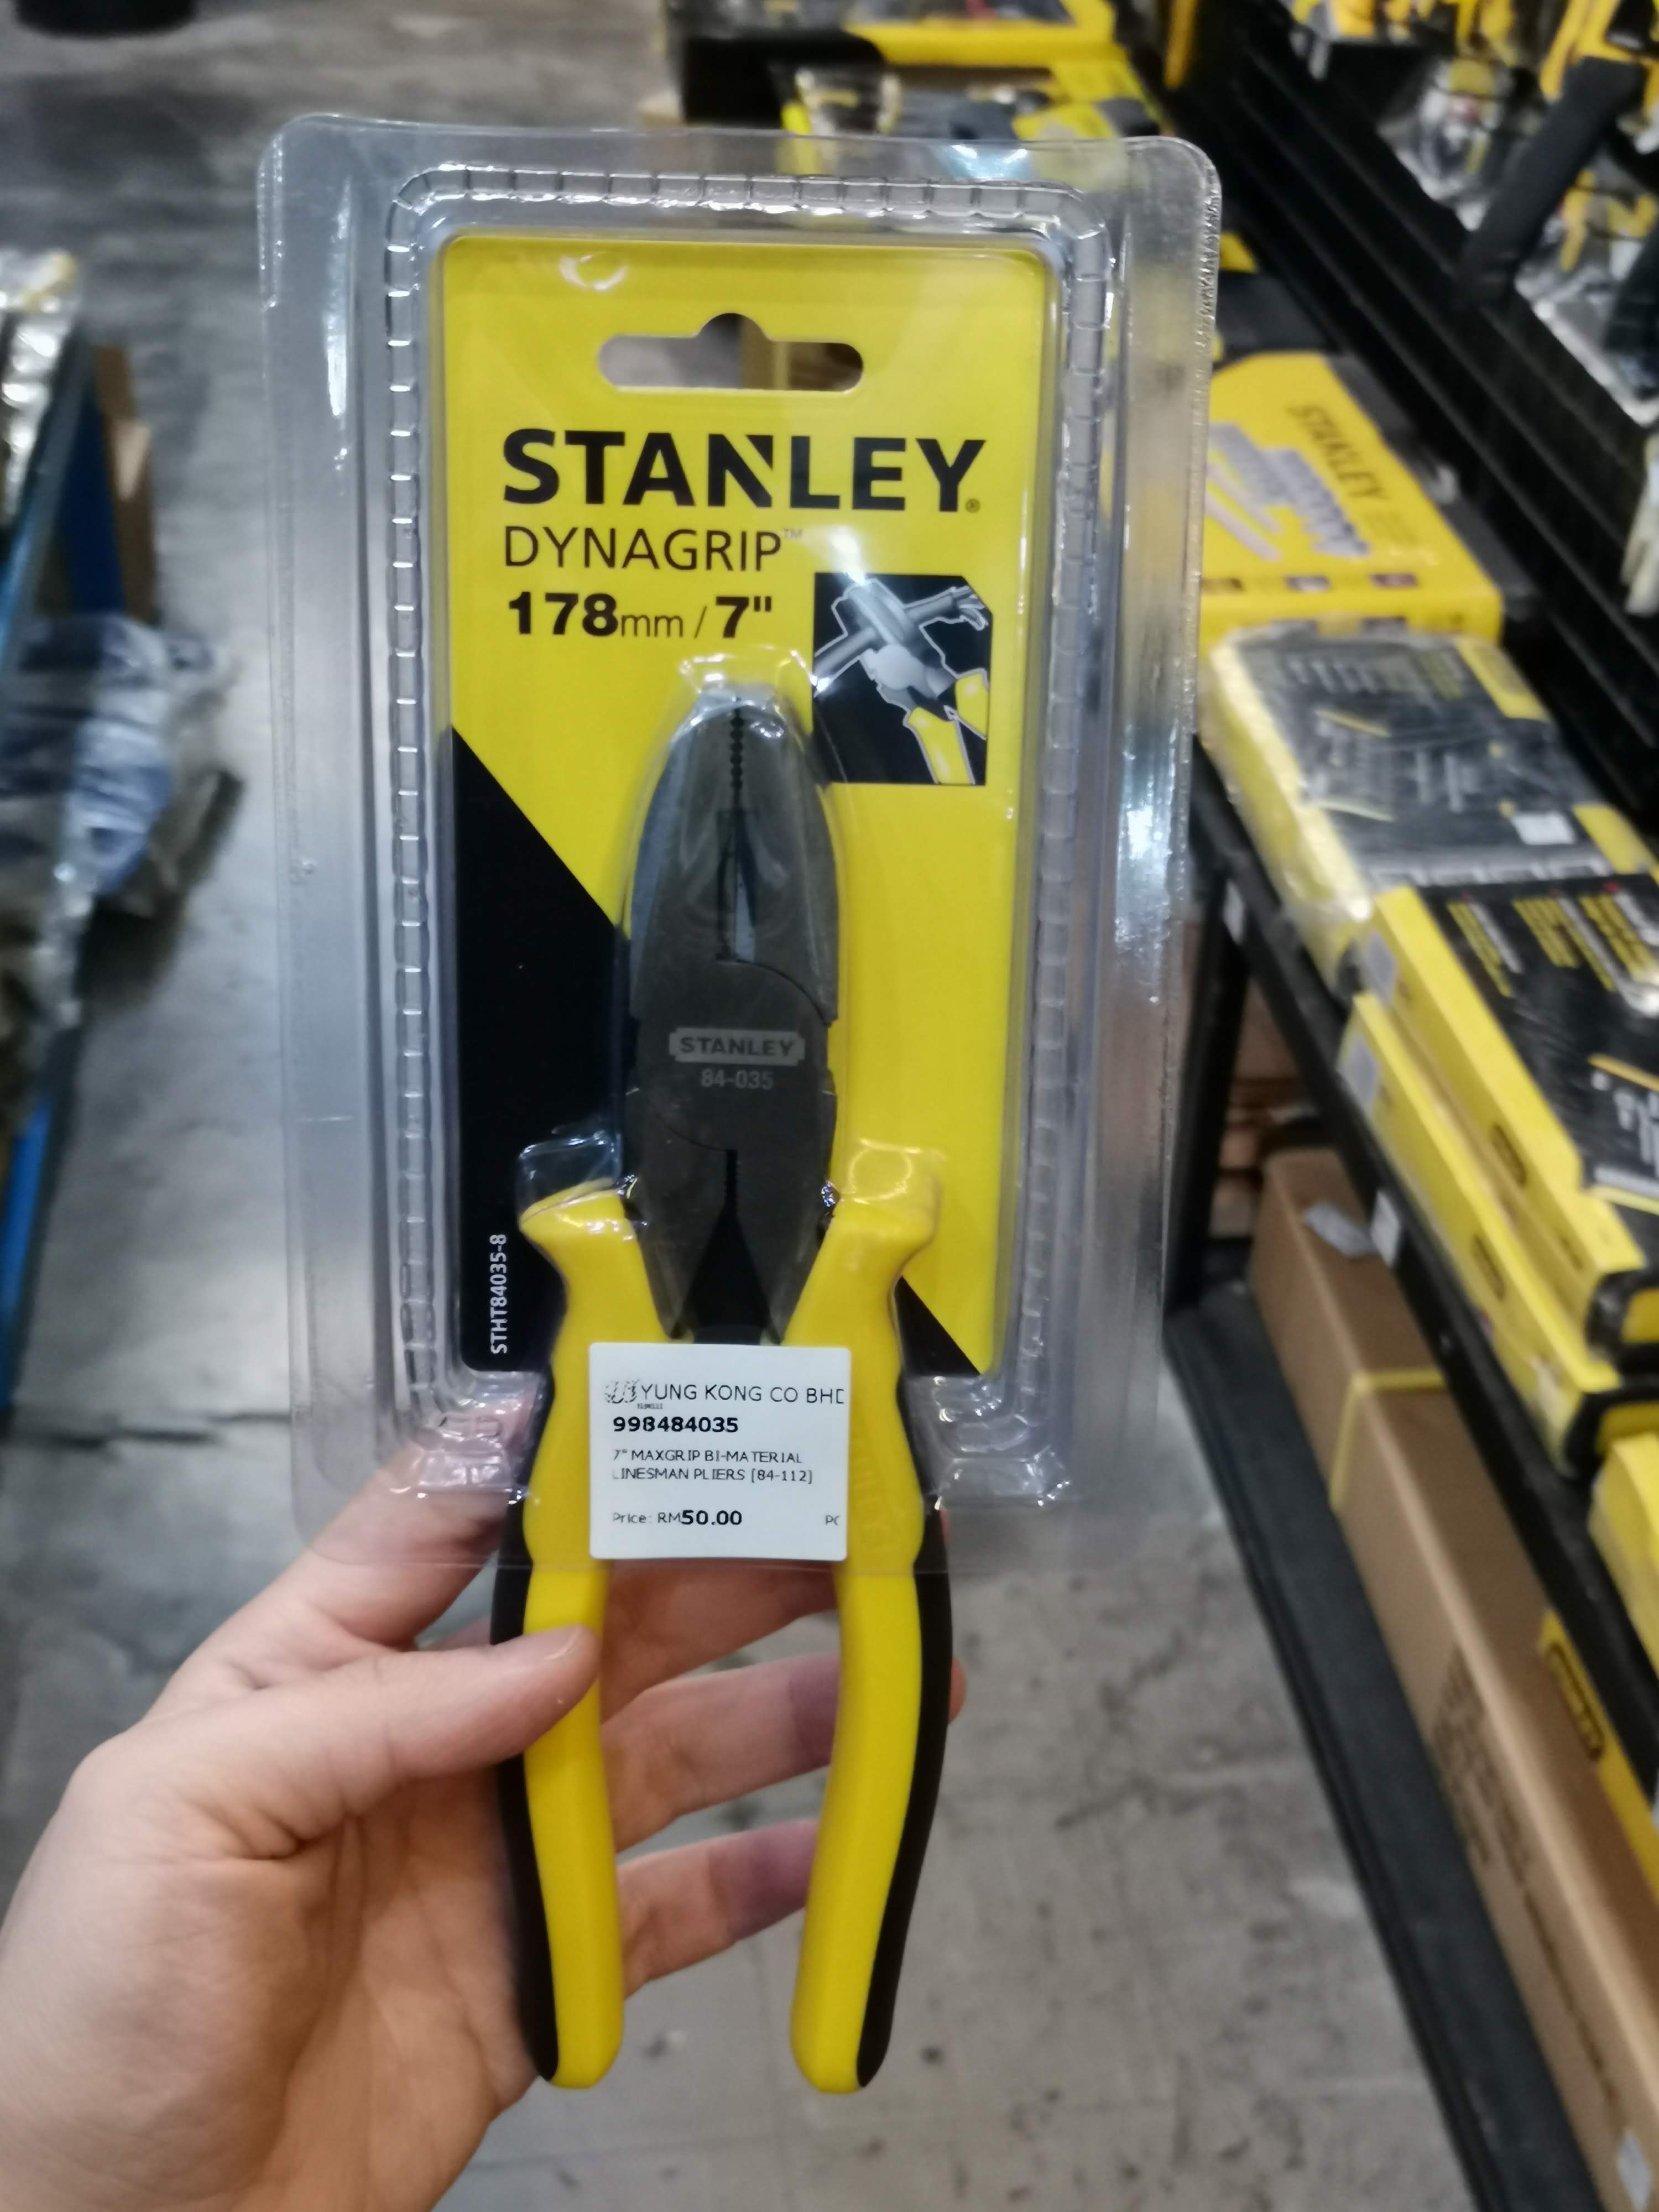 STANLEY®
DYNAGRIP™
178mm / 7"
STANLEY
84-035
STHT84035-8
YUNG KONG CO BHD
998484035
7" MAXGRIP BI-MATERIAL
LINESMAN PLIERS [84-112]
Price: RM50.00 PC
STANLEY